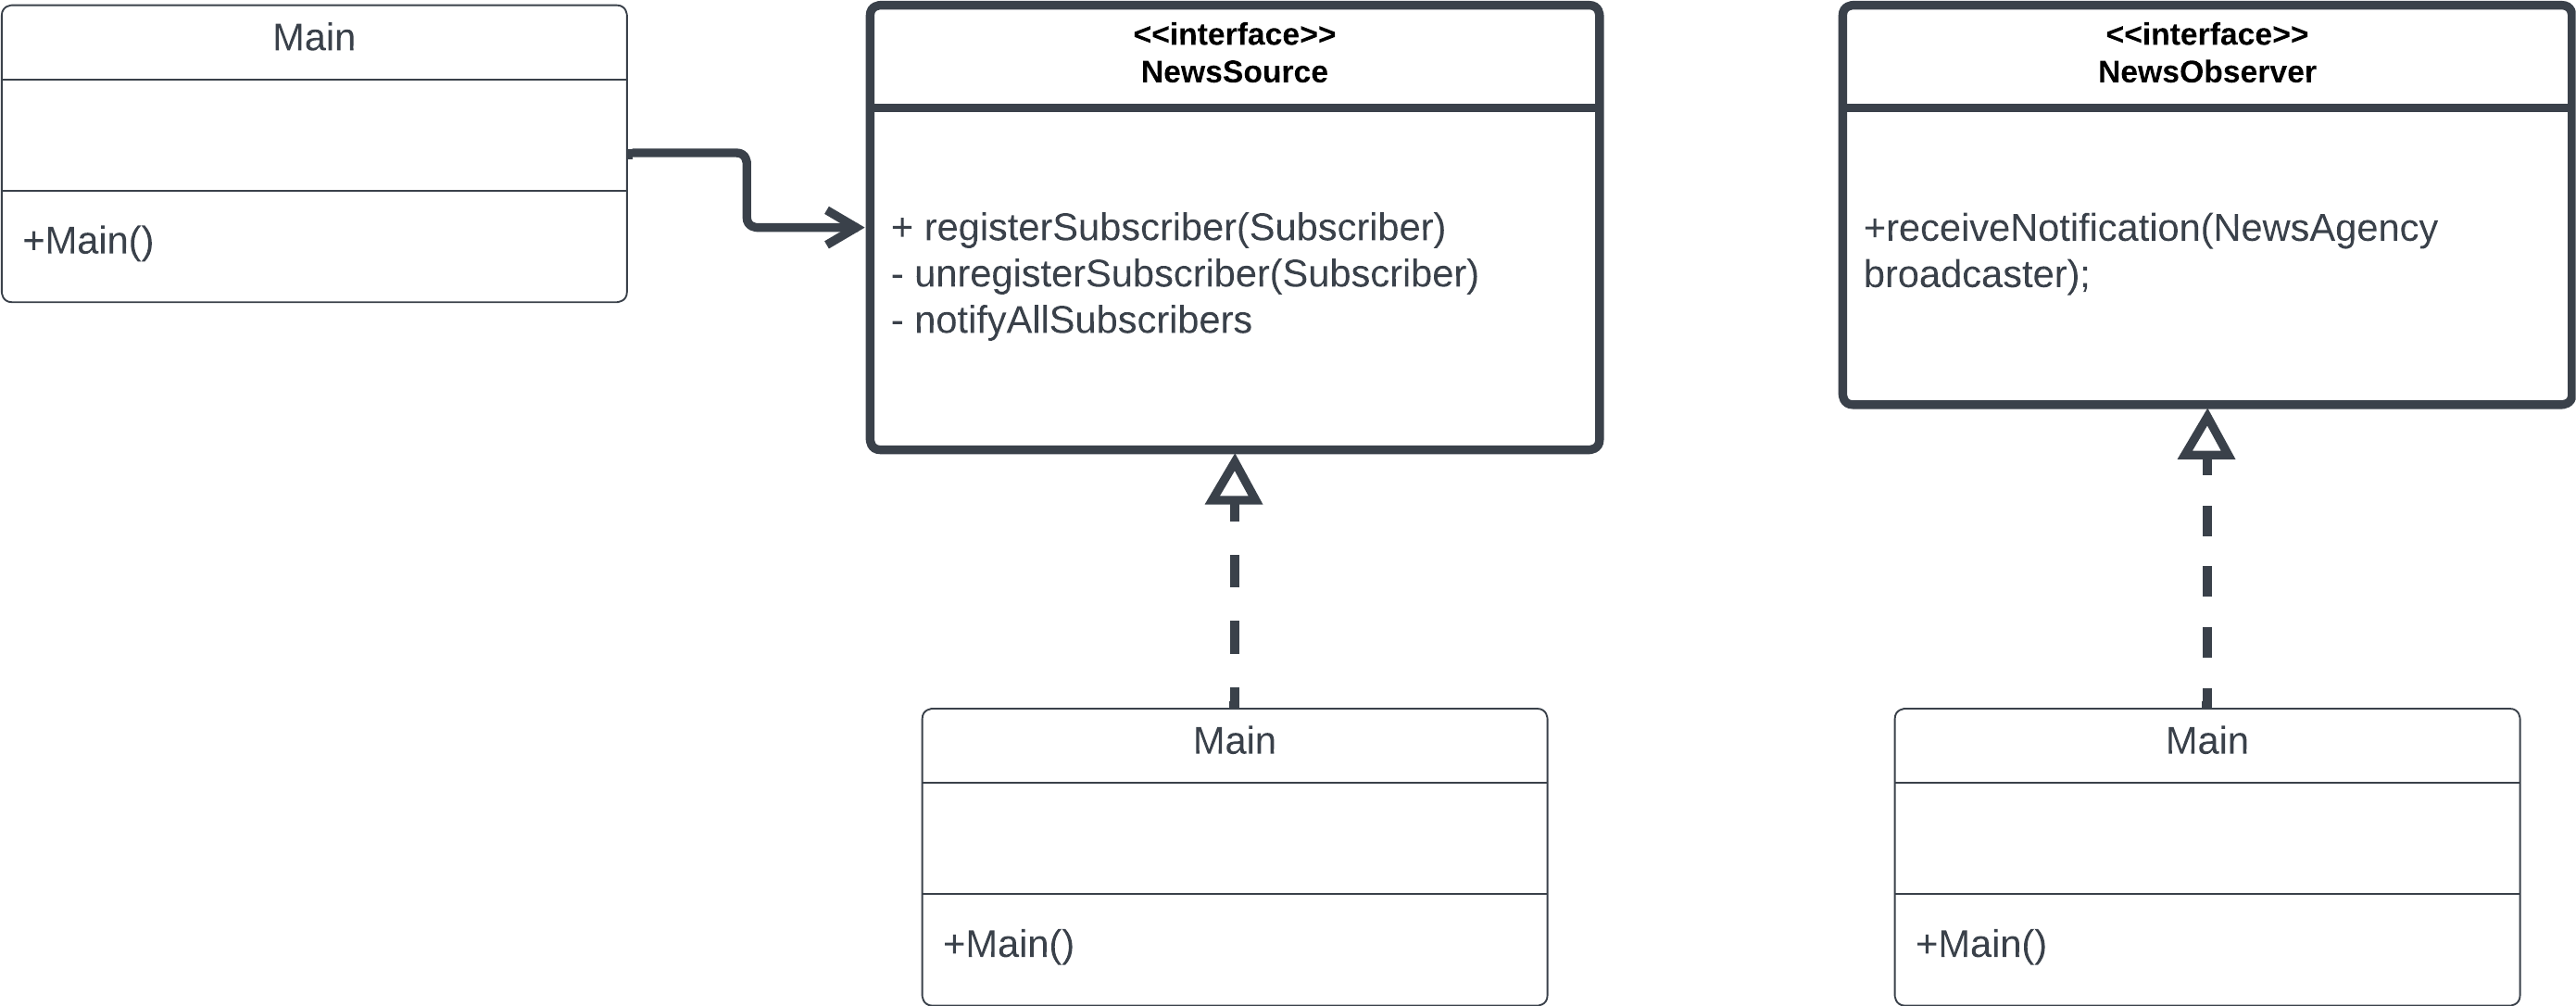 Main
+Main()
<<interface>>
NewsSource
+ registerSubscriber(Subscriber)
- unregisterSubscriber(Subscriber)
- notifyAllSubscribers
<<interface>>
NewsObserver
+receiveNotification(NewsAgency
broadcaster);
Main
+Main()
Main
+Main()